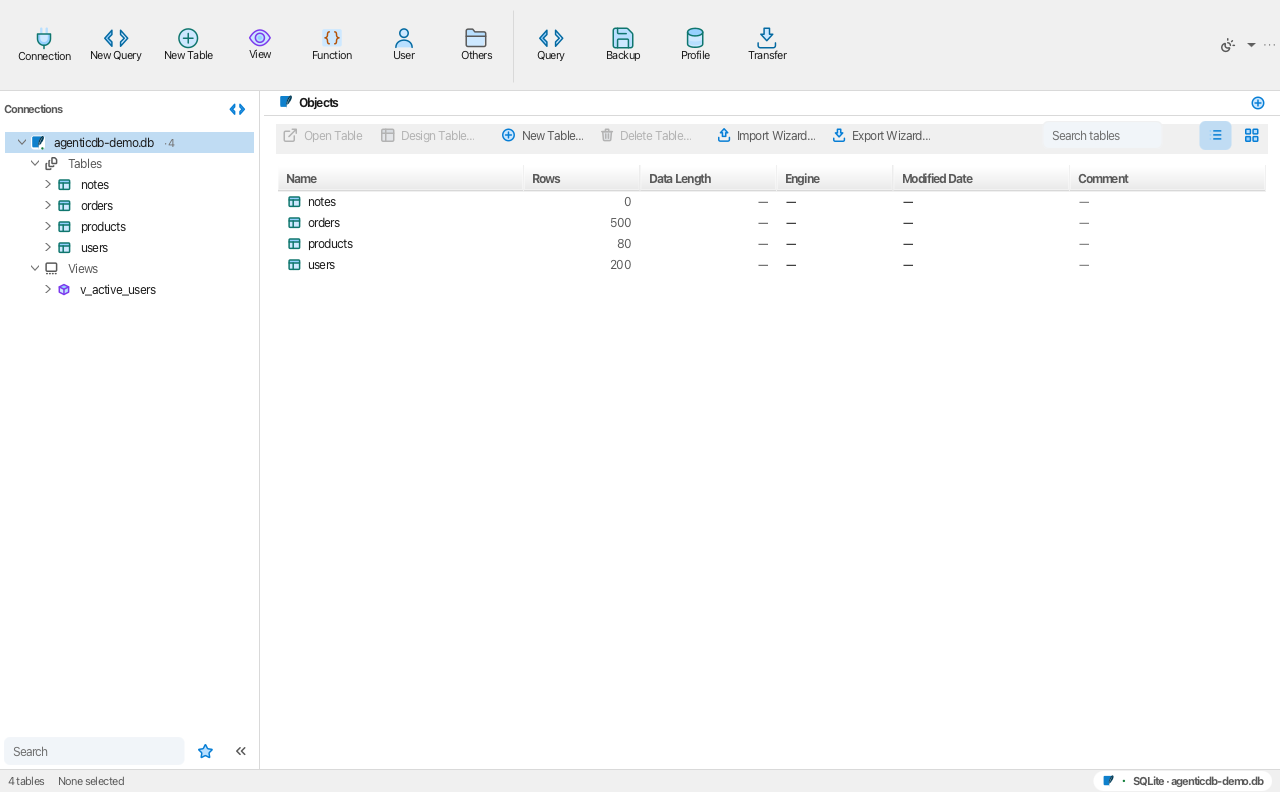 Connection
New Query
New Table
View
Function
User
Others
Query
Backup
Profile
Transfer
Connections
agenticdb-demo.db · 4
Tables
notes
orders
products
users
Views
v_active_users
Search
Objects
Open Table
Design Table...
New Table...
Delete Table...
Import Wizard...
Export Wizard...
Search tables
Name Rows Data Length Engine Modified Date Comment
notes 0 — — — —
orders 500 — — — —
products 80 — — — —
users 200 — — — —
4 tables None selected
SQLite · agenticdb-demo.db